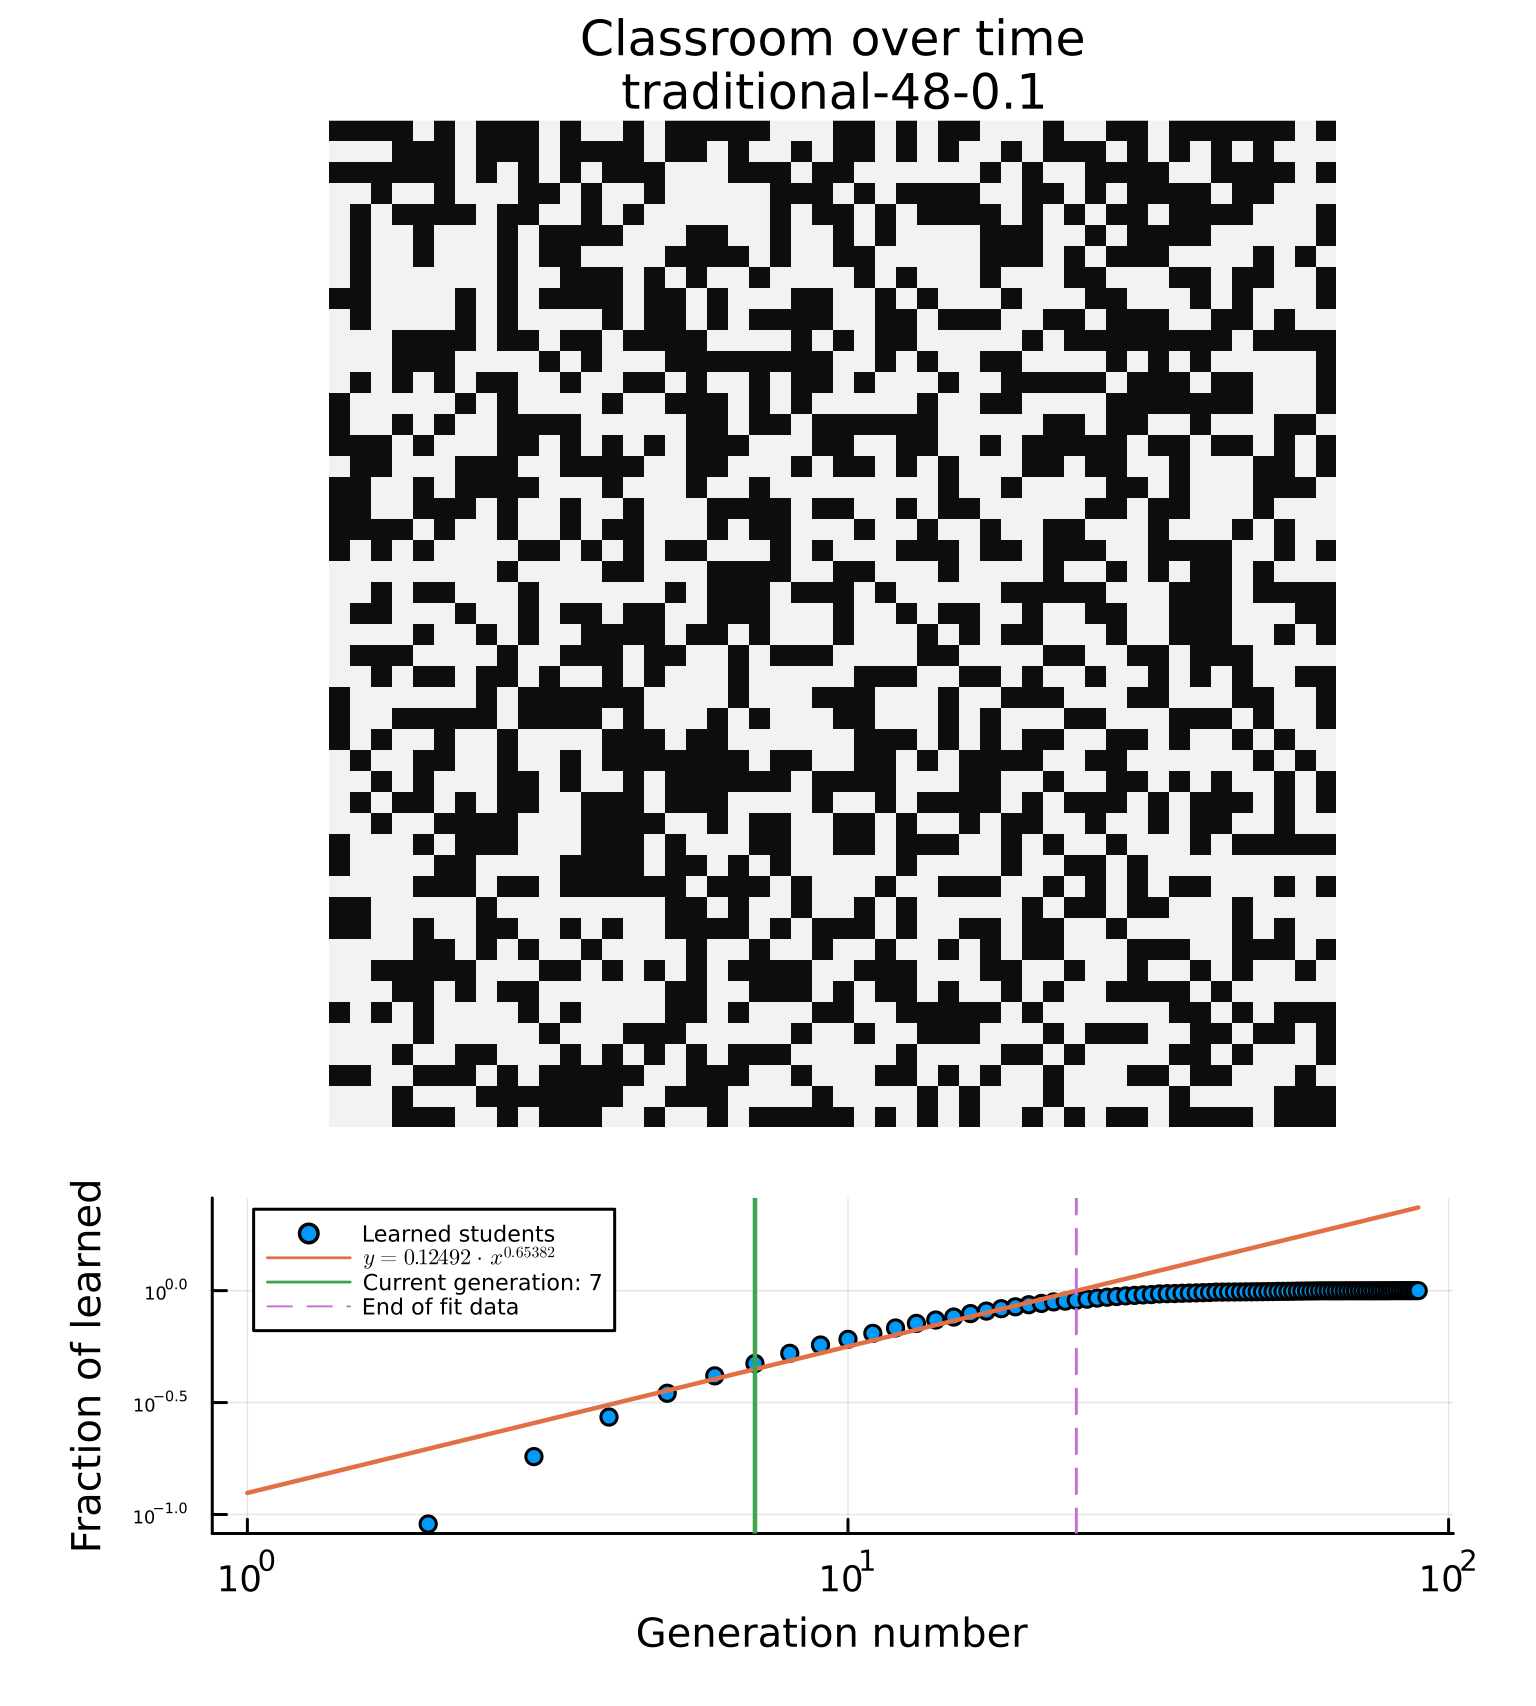 Classroom over time
traditional-48-0.1
Fraction of learned
Learned students
y = 0.12492 · x^0.65382
Current generation: 7
End of fit data
10^0.0
10^−0.5
10^−1.0
10^0
10^1
10^2
Generation number